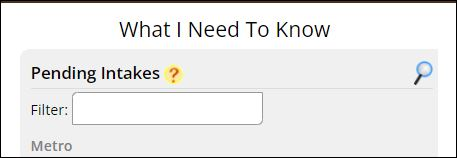 What I Need To Know
Pending Intakes ?
Filter:
Metro